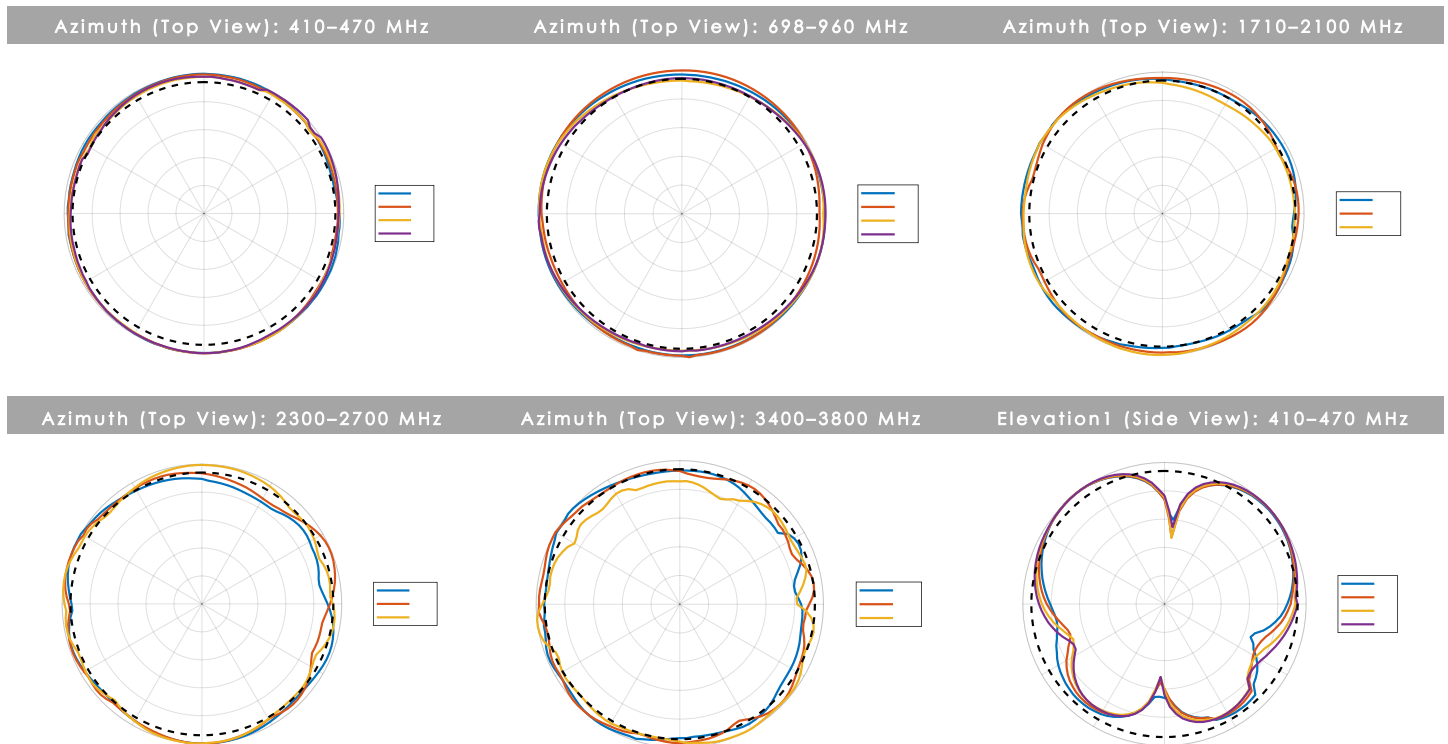 Azimuth (Top View): 410–470 MHz
Azimuth (Top View): 698–960 MHz
Azimuth (Top View): 1710–2100 MHz
Azimuth (Top View): 2300–2700 MHz
Azimuth (Top View): 3400–3800 MHz
Elevation1 (Side View): 410–470 MHz